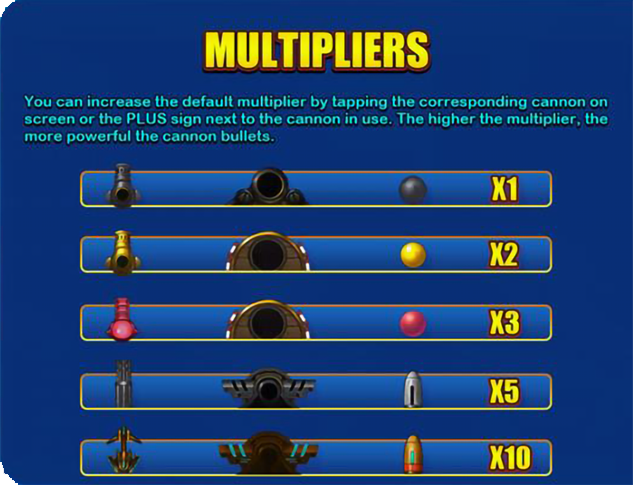 MULTIPLIERS
You can increase the default multiplier by tapping the corresponding cannon on
screen or the PLUS sign next to the cannon in use. The higher the multiplier, the
more powerful the cannon bullets.
X1
X2
X3
X5
X10